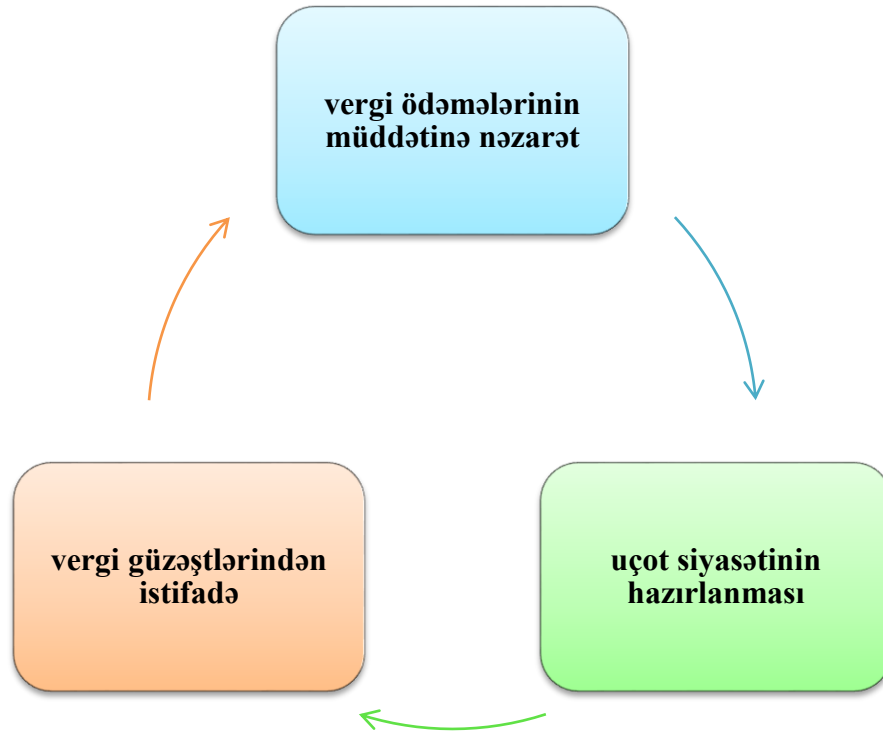 vergi ödəmələrinin
müddətinə nəzarət
vergi güzəştlərindən
istifadə
uçot siyasətinin
hazırlanması